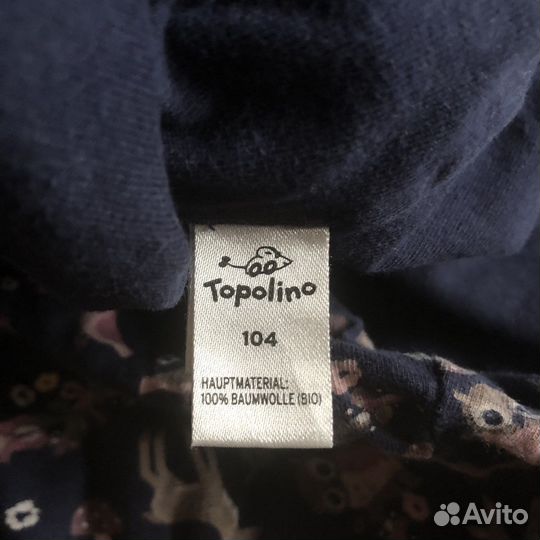 Topolino
104
HAUPTMATERIAL:
100% BAUMWOLLE (BIO)
Avito